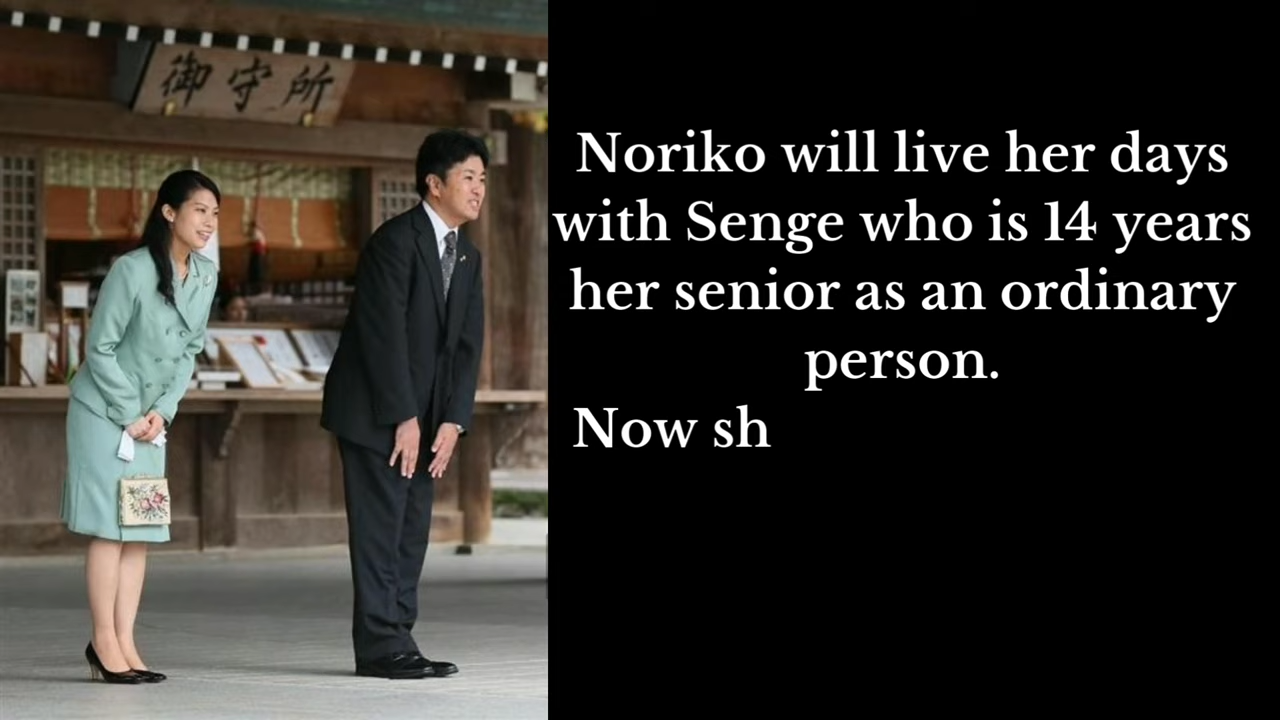 御守所
Noriko will live her days
with Senge who is 14 years
her senior as an ordinary
person.
Now sh